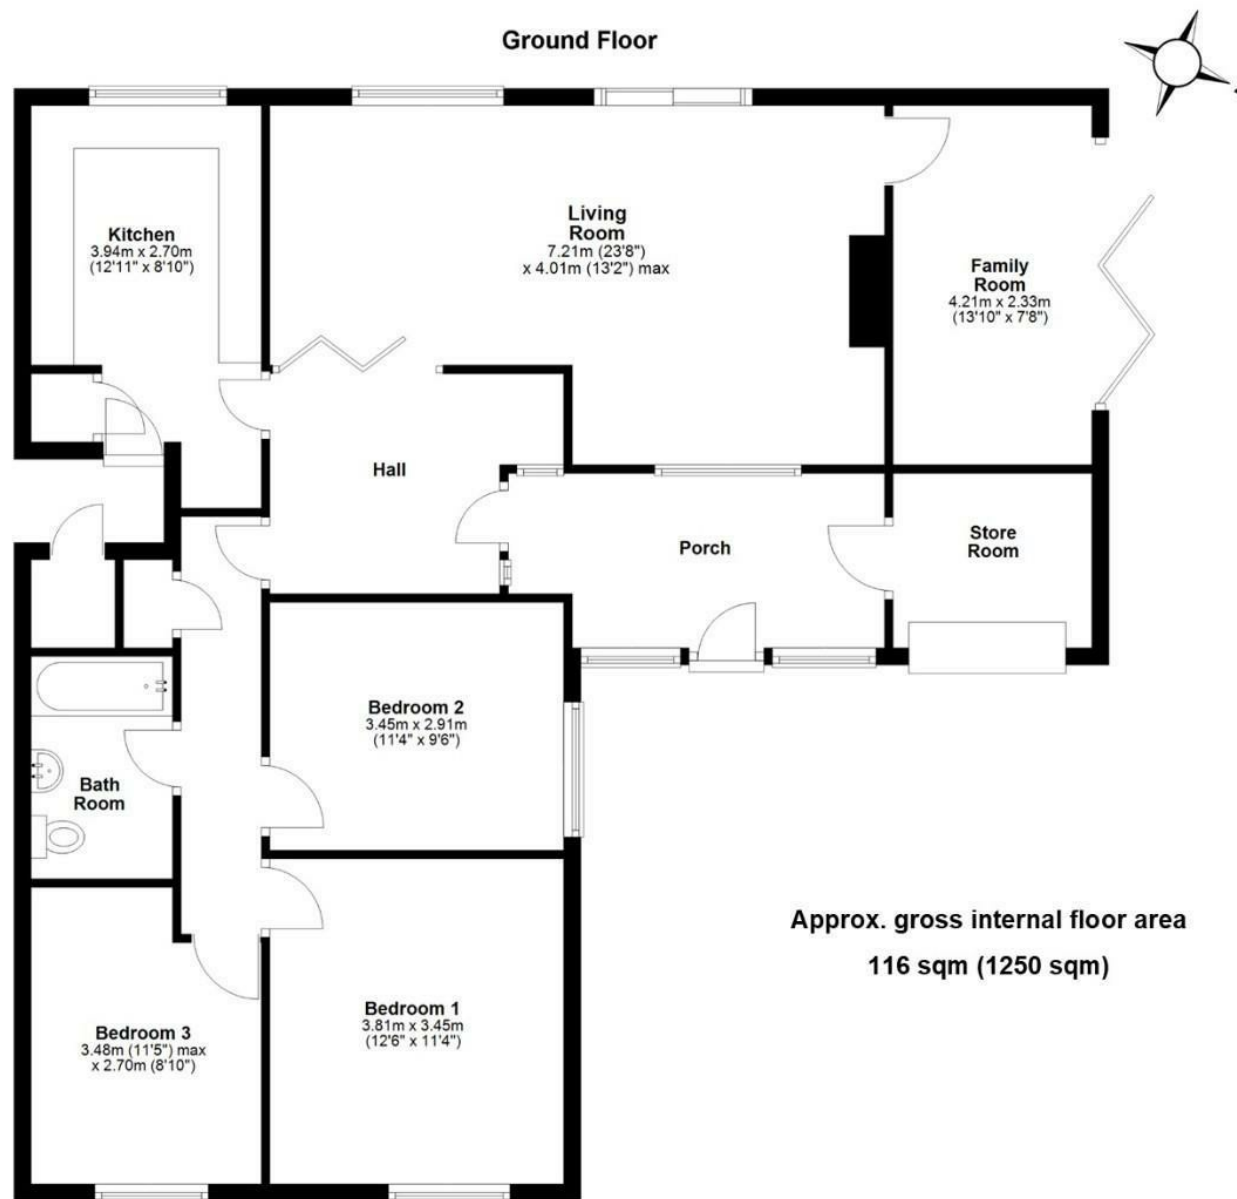 Ground Floor
Kitchen
3.94m x 2.70m
(12'11" x 8'10")
Living
Room
7.21m (23'8")
x 4.01m (13'2") max
Family
Room
4.21m x 2.33m
(13'10" x 7'8")
Hall
Porch
Store
Room
Bedroom 2
3.45m x 2.91m
(11'4" x 9'6")
Bath
Room
Approx. gross internal floor area
116 sqm (1250 sqm)
Bedroom 1
3.81m x 3.45m
(12'6" x 11'4")
Bedroom 3
3.48m (11'5") max
x 2.70m (8'10")